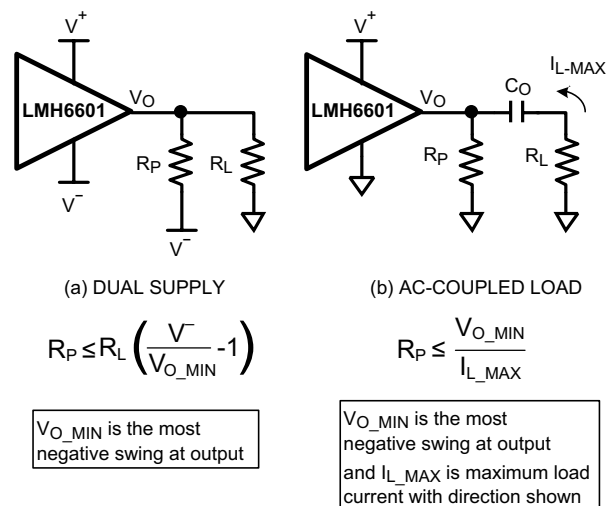 V+ V+
I_L-MAX
C_O
LMH6601 V_O LMH6601 V_O
R_P R_L R_P R_L
V− V−
(a) DUAL SUPPLY (b) AC-COUPLED LOAD
R_P ≤ R_L (V−/V_O_MIN -1) R_P ≤ V_O_MIN/I_L_MAX
V_O_MIN is the most
negative swing at output
V_O_MIN is the most
negative swing at output
and I_L_MAX is maximum load
current with direction shown